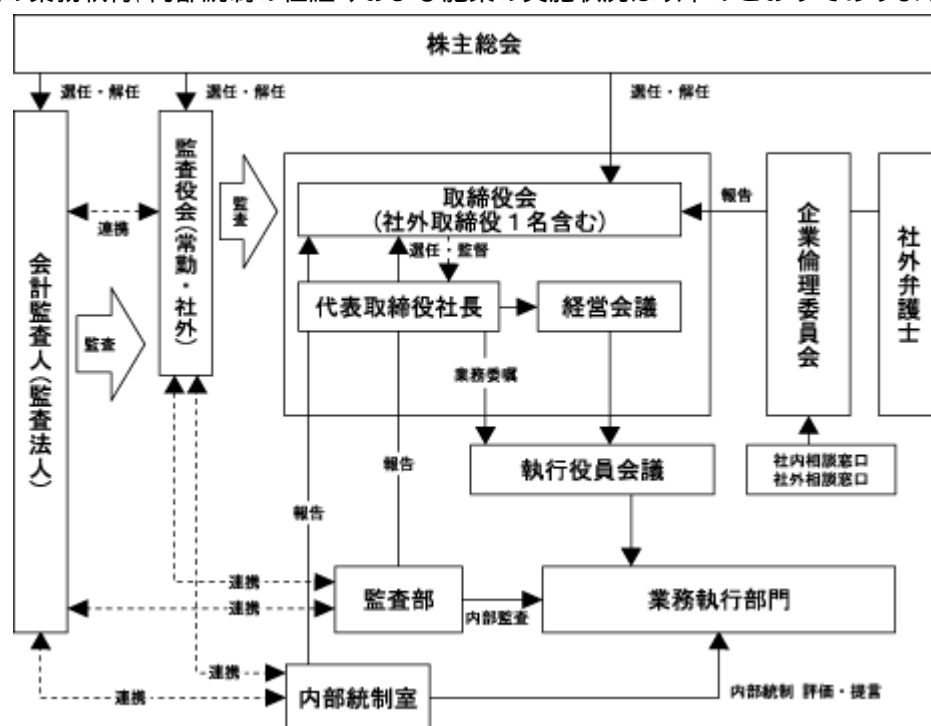 株主総会
選任・解任
選任・解任
選任・解任
会計監査人(監査法人)
監査役会(常勤・社外)
監査
監査
連携
取締役会
(社外取締役1名含む)
選任・監督
代表取締役社長
経営会議
業務委嘱
報告
企業倫理委員会
社外弁護士
社内相談窓口
社外相談窓口
執行役員会議
報告
報告
連携
連携
監査部
内部監査
業務執行部門
連携
連携
内部統制室
内部統制 評価・提言